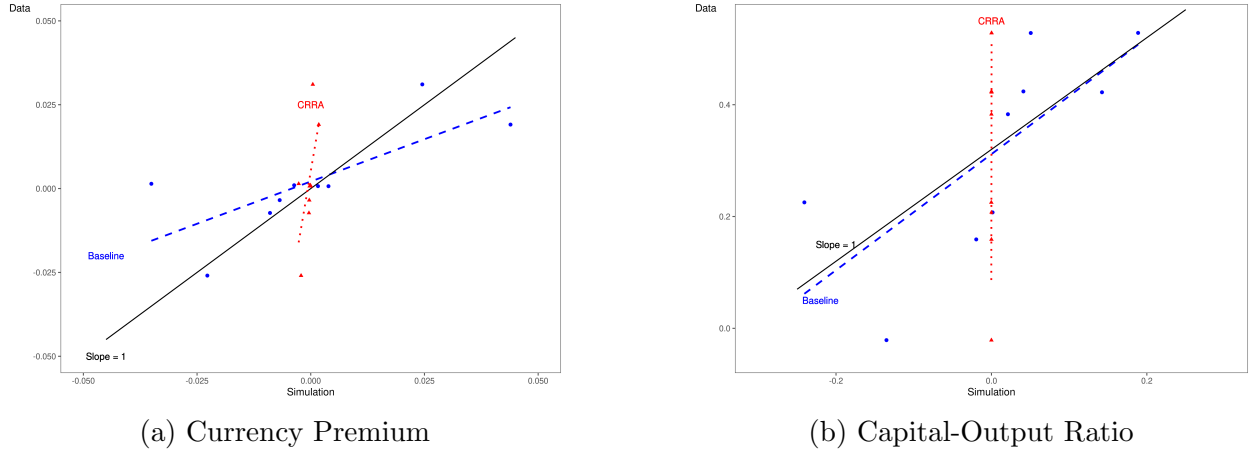 Data
0.050
0.025
0.000
-0.025
-0.050
CRRA
Baseline
Slope = 1
-0.050
-0.025
0.000
0.025
0.050
Simulation
(a) Currency Premium
Data
0.4
0.2
0.0
CRRA
Slope = 1
Baseline
-0.2
0.0
0.2
Simulation
(b) Capital-Output Ratio